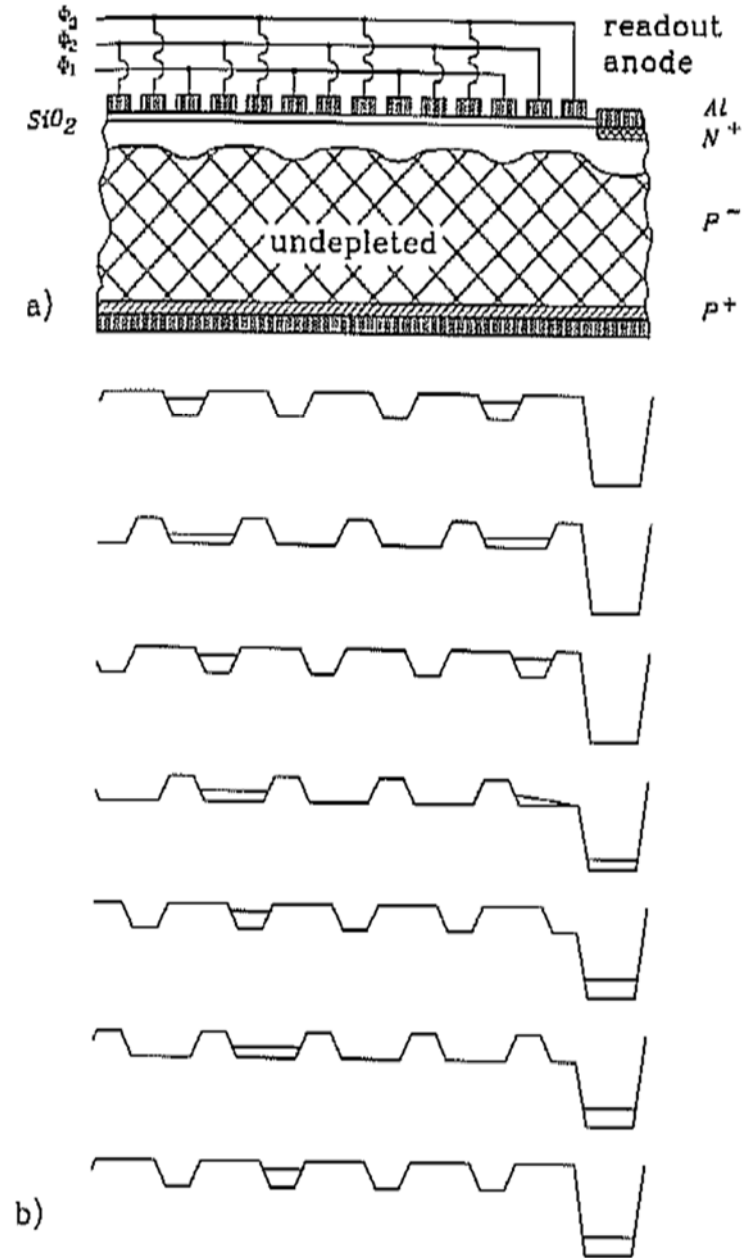 Φ3
Φ2
Φ1
readout
anode
SiO2
Al
N+
P-
undepleted
P+
a)
b)